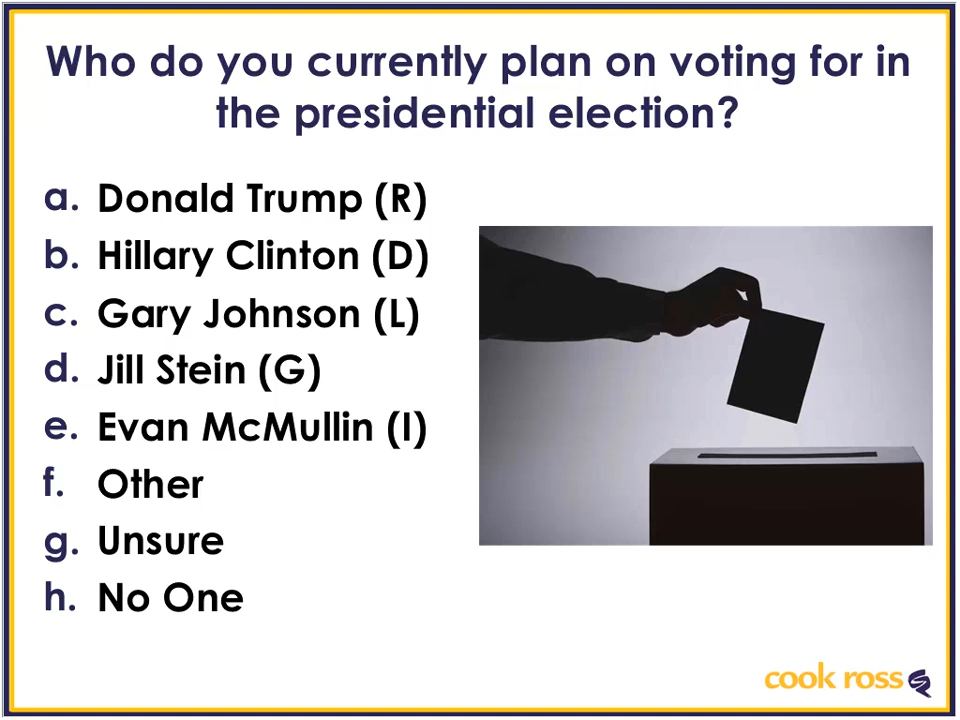 Who do you currently plan on voting for in
the presidential election?
a. Donald Trump (R)
b. Hillary Clinton (D)
c. Gary Johnson (L)
d. Jill Stein (G)
e. Evan McMullin (I)
f. Other
g. Unsure
h. No One
cook ross